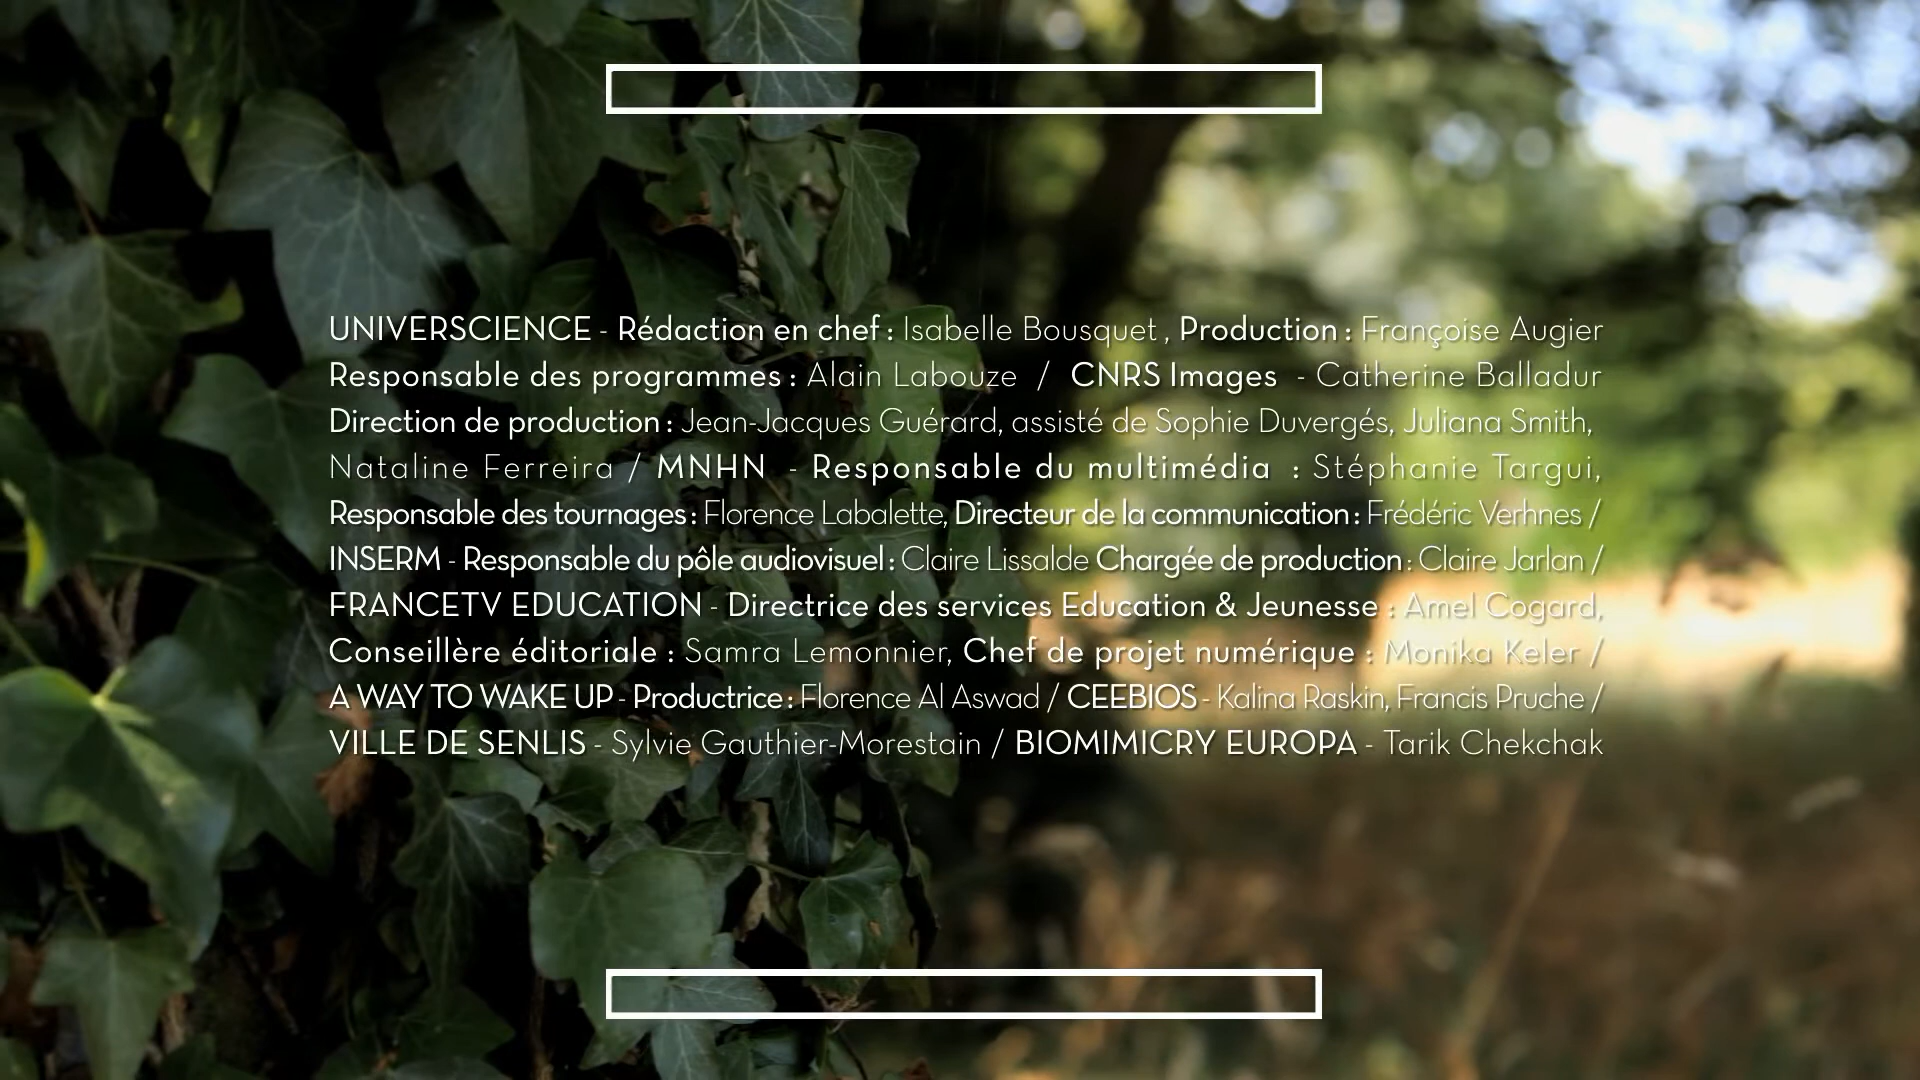 UNIVERSCIENCE - Rédaction en chef : Isabelle Bousquet , Production : Françoise Augier
Responsable des programmes : Alain Labouze / CNRS Images - Catherine Balladur
Direction de production : Jean-Jacques Guérard, assisté de Sophie Duvergés, Juliana Smith,
Nataline Ferreira / MNHN - Responsable du multimédia : Stéphanie Targui,
Responsable des tournages : Florence Labalette, Directeur de la communication : Frédéric Verhnes /
INSERM - Responsable du pôle audiovisuel : Claire Lissalde Chargée de production : Claire Jarlan /
FRANCETV EDUCATION - Directrice des services Education & Jeunesse : Amel Cogard,
Conseillère éditoriale : Samra Lemonnier, Chef de projet numérique : Monika Keler /
A WAY TO WAKE UP - Productrice : Florence Al Aswad / CEEBIOS - Kalina Raskin, Francis Pruche /
VILLE DE SENLIS - Sylvie Gauthier-Morestain / BIOMIMICRY EUROPA - Tarik Chekchak